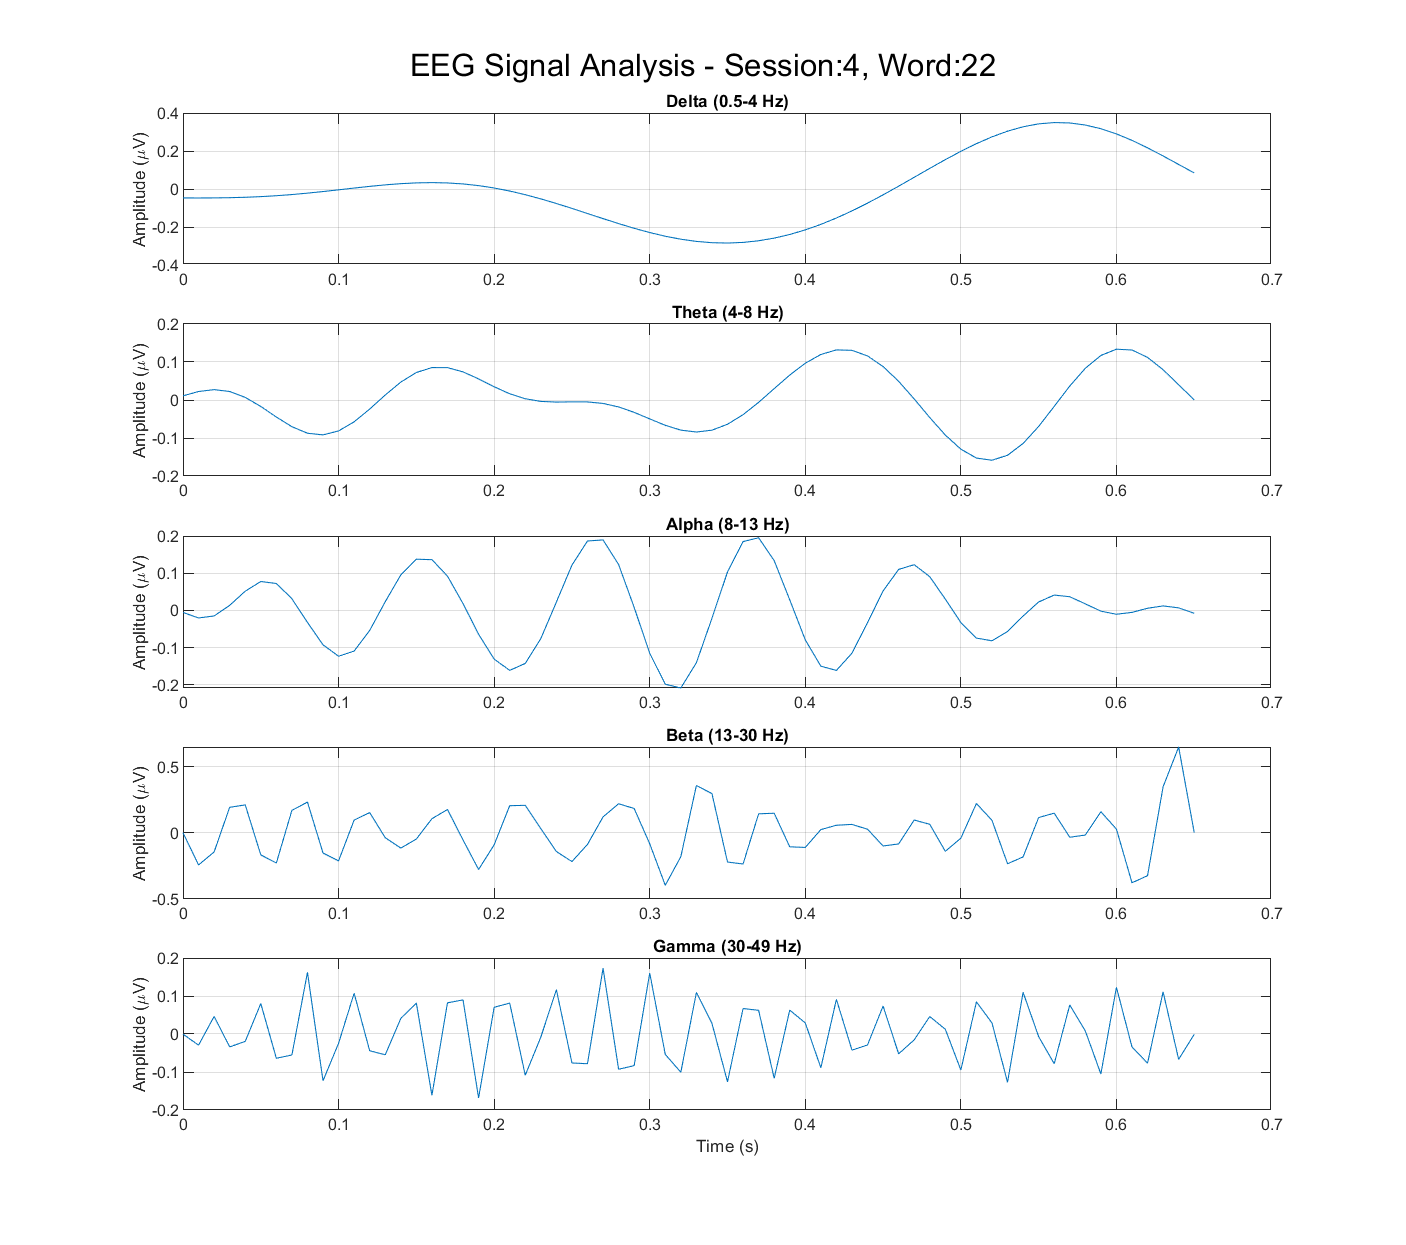 EEG Signal Analysis - Session:4, Word:22
Delta (0.5-4 Hz)
Amplitude (μV)
0.4
0.2
0
-0.2
-0.4
0 0.1 0.2 0.3 0.4 0.5 0.6 0.7
Theta (4-8 Hz)
Amplitude (μV)
0.2
0.1
0
-0.1
-0.2
0 0.1 0.2 0.3 0.4 0.5 0.6 0.7
Alpha (8-13 Hz)
Amplitude (μV)
0.2
0.1
0
-0.1
-0.2
0 0.1 0.2 0.3 0.4 0.5 0.6 0.7
Beta (13-30 Hz)
Amplitude (μV)
0.5
0
-0.5
0 0.1 0.2 0.3 0.4 0.5 0.6 0.7
Gamma (30-49 Hz)
Amplitude (μV)
0.2
0.1
0
-0.1
-0.2
0 0.1 0.2 0.3 0.4 0.5 0.6 0.7
Time (s)